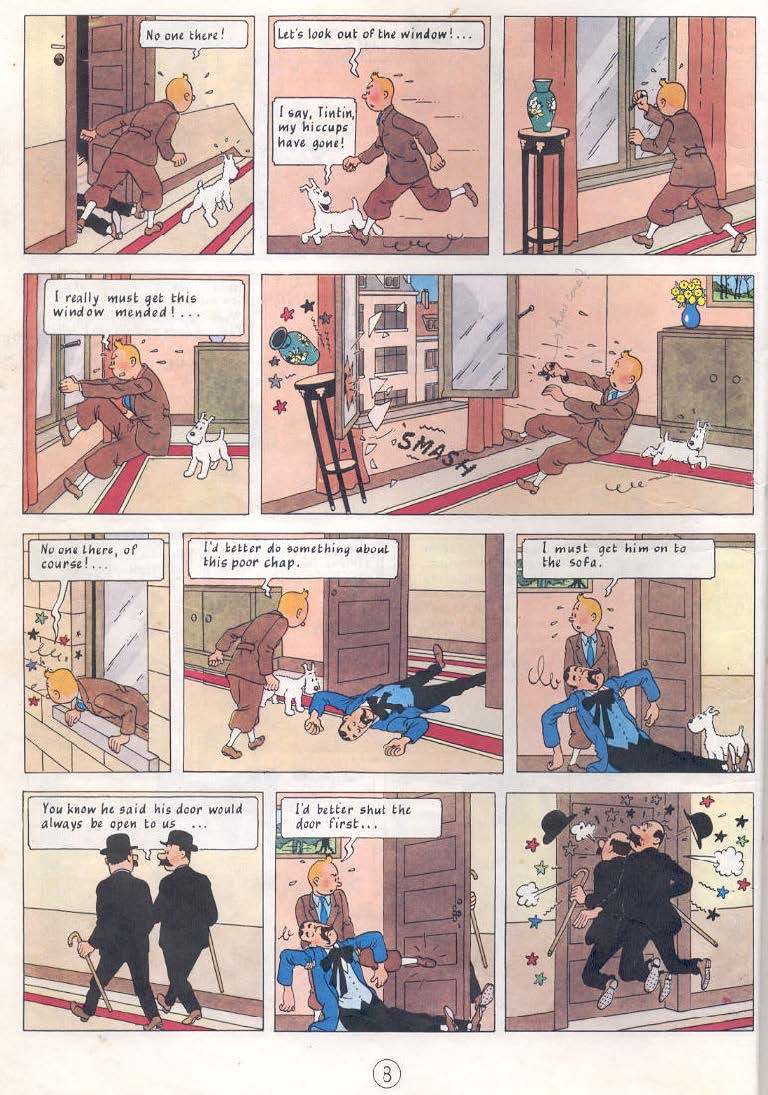 No one there!
Let's look out of the window!...
I say, Tintin,
my hiccups
have gone!
I really must get this
window mended!...
SMASH
No one there, of
course!...
I'd better do something about
this poor chap.
I must get him on to
the sofa.
You know he said his door would
always be open to us ...
I'd better shut the
door first...
8